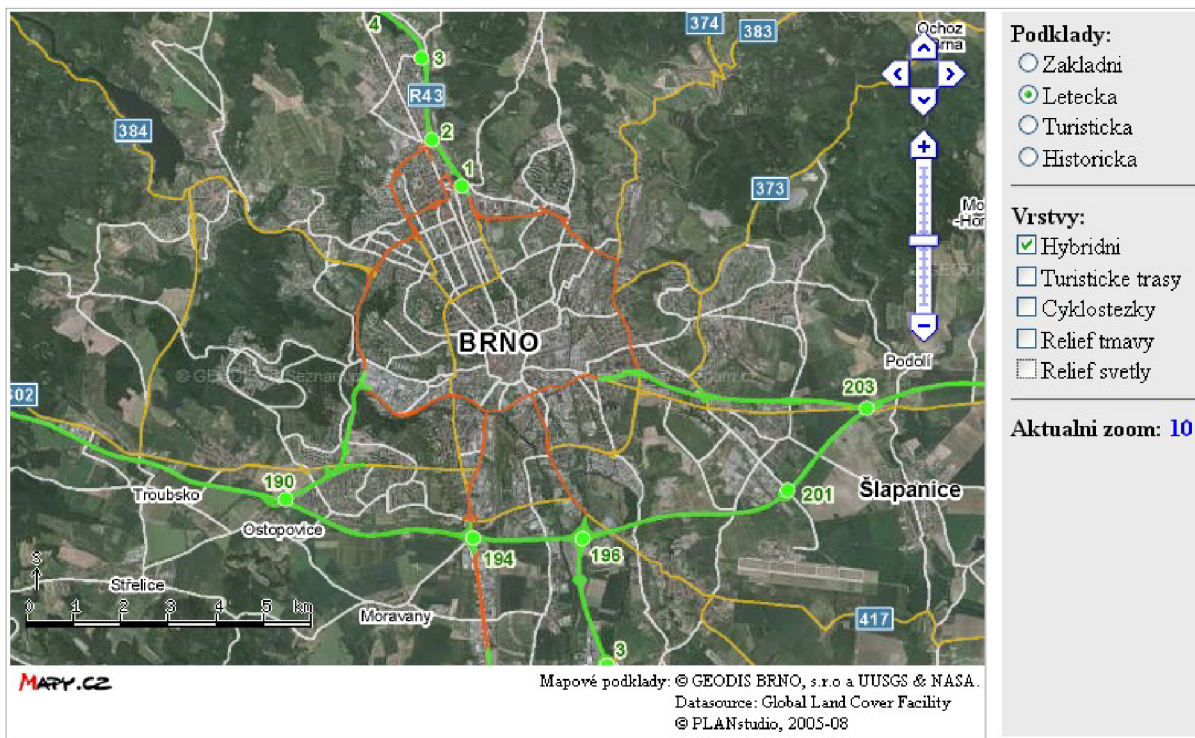 4
3
R43
374
383
Ochoz
384
2
1
373
BRNO
© GEODIS
Podolí
203
302
190
Troubsko
Ostopovice
194
196
201
Šlapanice
S
Střelice
0 1 2 3 4 5 km
Moravany
417
3
MAPY.CZ
Mapové podklady: © GEODIS BRNO, s.r.o a UUSGS & NASA.
Datasource: Global Land Cover Facility
© PLANstudio, 2005-08
Podklady:
Zakladni
Letecka
Turisticka
Historicka
Vrstvy:
Hybridni
Turisticke trasy
Cyklostezky
Relief tmavy
Relief svetly
Aktualni zoom: 10